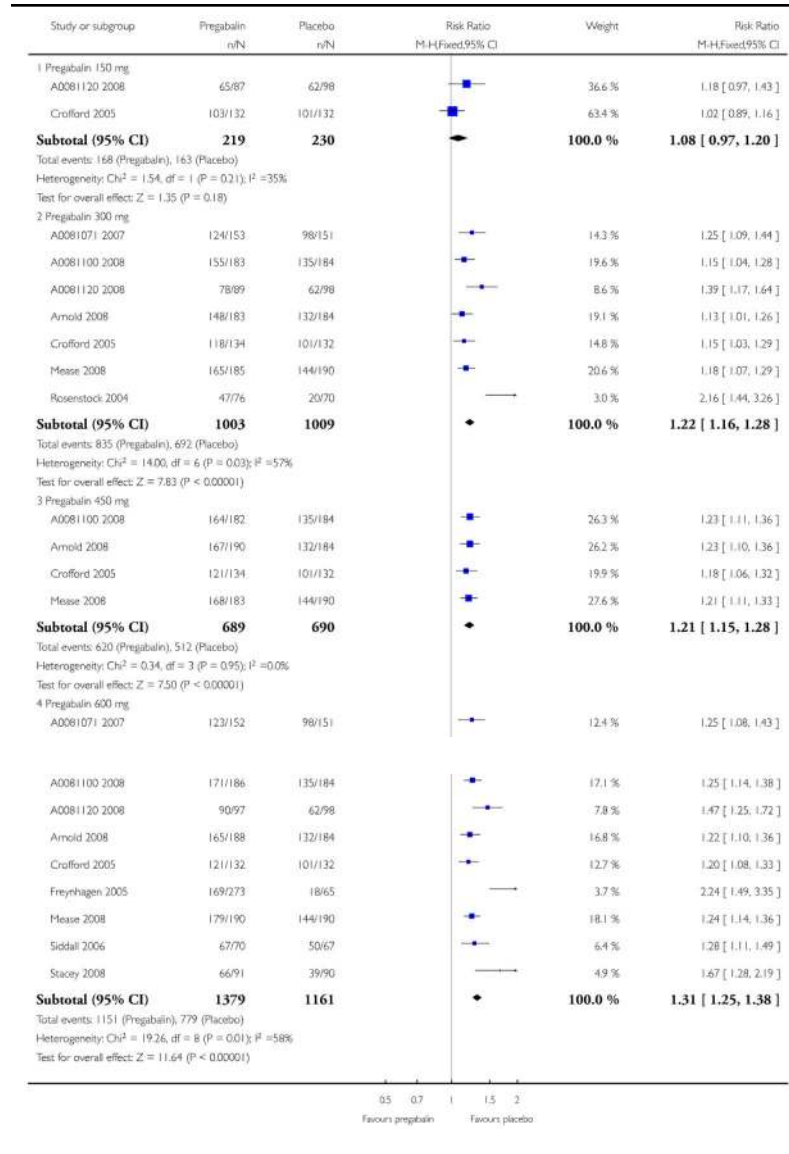 Study or subgroup Pregabalin Placebo Risk Ratio Weight Risk Ratio
n/N n/N M-H,Fixed,95% CI M-H,Fixed,95% CI
1 Pregabalin 150 mg
A0081120 2008 65/87 62/98 36.6 % 1.18 [ 0.97, 1.43 ]
Crofford 2005 103/132 101/132 63.4 % 1.02 [ 0.89, 1.16 ]
Subtotal (95% CI) 219 230 100.0 % 1.08 [ 0.97, 1.20 ]
Total events: 168 (Pregabalin), 163 (Placebo)
Heterogeneity: Chi² = 1.54, df = 1 (P = 0.21); I² =35%
Test for overall effect: Z = 1.35 (P = 0.18)
2 Pregabalin 300 mg
A0081071 2007 124/153 98/151 14.3 % 1.25 [ 1.09, 1.44 ]
A0081100 2008 155/183 135/184 19.6 % 1.15 [ 1.04, 1.28 ]
A0081120 2008 78/89 62/98 8.6 % 1.39 [ 1.17, 1.64 ]
Arnold 2008 148/183 132/184 19.1 % 1.13 [ 1.01, 1.26 ]
Crofford 2005 118/134 101/132 14.8 % 1.15 [ 1.03, 1.29 ]
Mease 2008 165/185 144/190 20.6 % 1.18 [ 1.07, 1.29 ]
Rosenstock 2004 47/76 20/70 3.0 % 2.16 [ 1.44, 3.26 ]
Subtotal (95% CI) 1003 1009 100.0 % 1.22 [ 1.16, 1.28 ]
Total events: 835 (Pregabalin), 692 (Placebo)
Heterogeneity: Chi² = 14.00, df = 6 (P = 0.03); I² =57%
Test for overall effect: Z = 7.83 (P < 0.00001)
3 Pregabalin 450 mg
A0081100 2008 164/182 135/184 26.3 % 1.23 [ 1.11, 1.36 ]
Arnold 2008 167/190 132/184 26.2 % 1.23 [ 1.10, 1.36 ]
Crofford 2005 121/134 101/132 19.9 % 1.18 [ 1.06, 1.32 ]
Mease 2008 168/183 144/190 27.6 % 1.21 [ 1.11, 1.33 ]
Subtotal (95% CI) 689 690 100.0 % 1.21 [ 1.15, 1.28 ]
Total events: 620 (Pregabalin), 512 (Placebo)
Heterogeneity: Chi² = 0.34, df = 3 (P = 0.95); I² =0.0%
Test for overall effect: Z = 7.50 (P < 0.00001)
4 Pregabalin 600 mg
A0081071 2007 123/152 98/151 12.4 % 1.25 [ 1.08, 1.43 ]
A0081100 2008 171/186 135/184 17.1 % 1.25 [ 1.14, 1.38 ]
A0081120 2008 90/97 62/98 7.8 % 1.47 [ 1.25, 1.72 ]
Arnold 2008 165/188 132/184 16.8 % 1.22 [ 1.10, 1.36 ]
Crofford 2005 121/132 101/132 12.7 % 1.20 [ 1.08, 1.33 ]
Freynhagen 2005 169/273 18/65 3.7 % 2.24 [ 1.49, 3.35 ]
Mease 2008 179/190 144/190 18.1 % 1.24 [ 1.14, 1.36 ]
Siddall 2006 67/70 50/67 6.4 % 1.28 [ 1.11, 1.49 ]
Stacey 2008 66/91 39/90 4.9 % 1.67 [ 1.28, 2.19 ]
Subtotal (95% CI) 1379 1161 100.0 % 1.31 [ 1.25, 1.38 ]
Total events: 1151 (Pregabalin), 779 (Placebo)
Heterogeneity: Chi² = 19.26, df = 8 (P = 0.01); I² =58%
Test for overall effect: Z = 11.64 (P < 0.00001)
0.5 0.7 1 1.5 2
Favours pregabalin Favours placebo